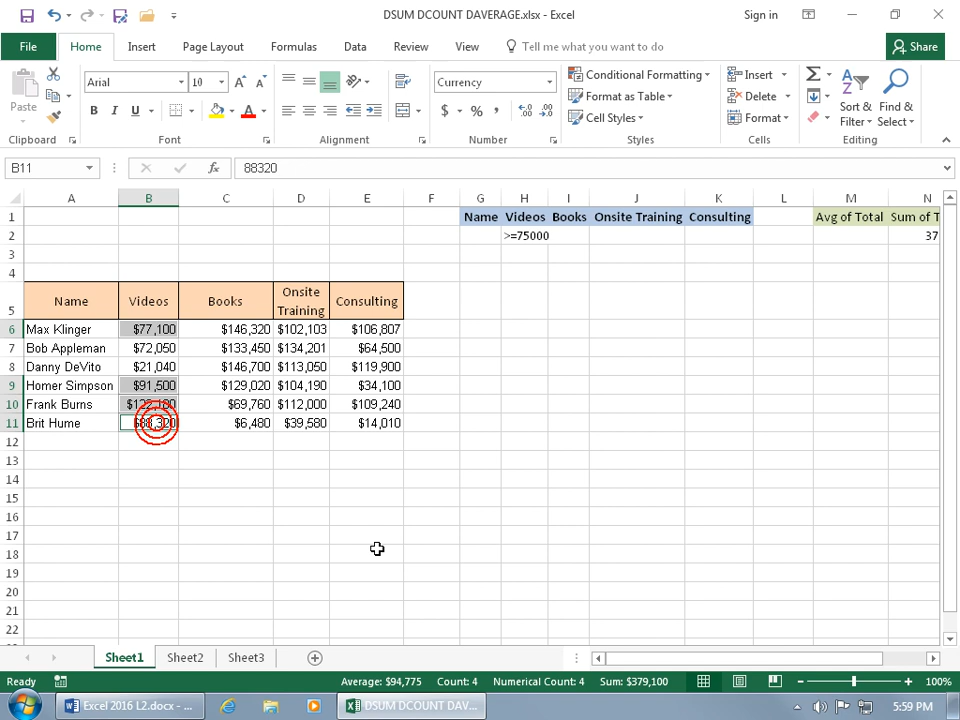 DSUM DCOUNT DAVERAGE.xlsx - Excel
Sign in
File
Home
Insert
Page Layout
Formulas
Data
Review
View
Tell me what you want to do
Share
Paste
Arial
10
Currency
Conditional Formatting
Format as Table
Cell Styles
Insert
Delete
Format
Sort &
Filter
Find &
Select
Clipboard
Font
Alignment
Number
Styles
Cells
Editing
B11
fx
88320
A B C D E F G H I J K L M N
1 Name Videos Books Onsite Training Consulting Avg of Total Sum of T
2 >=75000 37
3
4
5 Name Videos Books Onsite Training Consulting
6 Max Klinger $77,100 $146,320 $102,103 $106,807
7 Bob Appleman $72,050 $133,450 $134,201 $64,500
8 Danny DeVito $21,040 $146,700 $113,050 $119,900
9 Homer Simpson $91,500 $129,020 $104,190 $34,100
10 Frank Burns $69,760 $112,000 $109,240
11 Brit Hume $88,320 $6,480 $39,580 $14,010
12
13
14
15
16
17
18
19
20
21
22
Sheet1 Sheet2 Sheet3
Ready
Average: $94,775 Count: 4 Numerical Count: 4 Sum: $379,100
100%
Excel 2016 L2.docx - ...
DSUM DCOUNT DAV...
5:59 PM